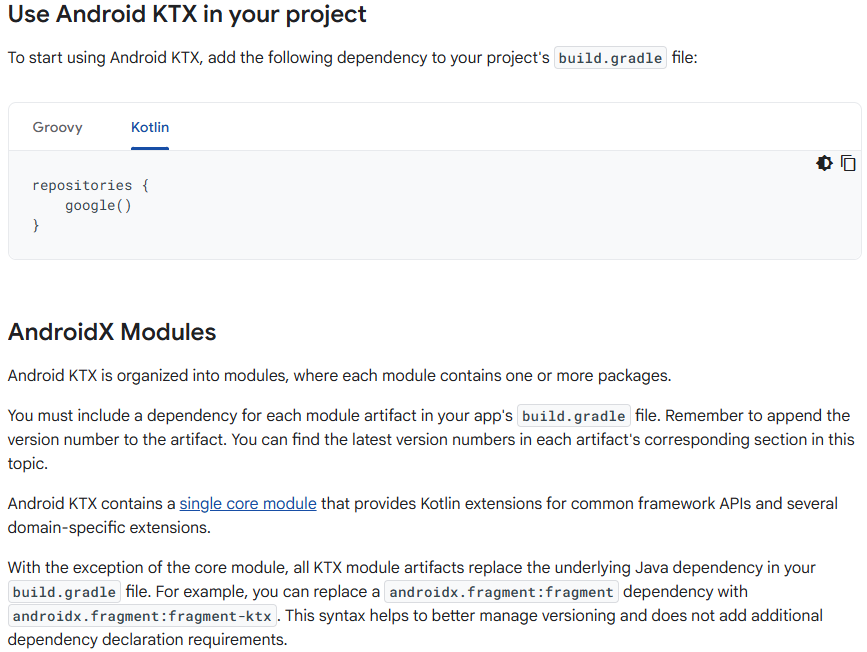 Use Android KTX in your project
To start using Android KTX, add the following dependency to your project's build.gradle file:
Groovy Kotlin
repositories {
    google()
}
AndroidX Modules
Android KTX is organized into modules, where each module contains one or more packages.
You must include a dependency for each module artifact in your app's build.gradle file. Remember to append the
version number to the artifact. You can find the latest version numbers in each artifact's corresponding section in this
topic.
Android KTX contains a single core module that provides Kotlin extensions for common framework APIs and several
domain-specific extensions.
With the exception of the core module, all KTX module artifacts replace the underlying Java dependency in your
build.gradle file. For example, you can replace a androidx.fragment:fragment dependency with
androidx.fragment:fragment-ktx. This syntax helps to better manage versioning and does not add additional
dependency declaration requirements.